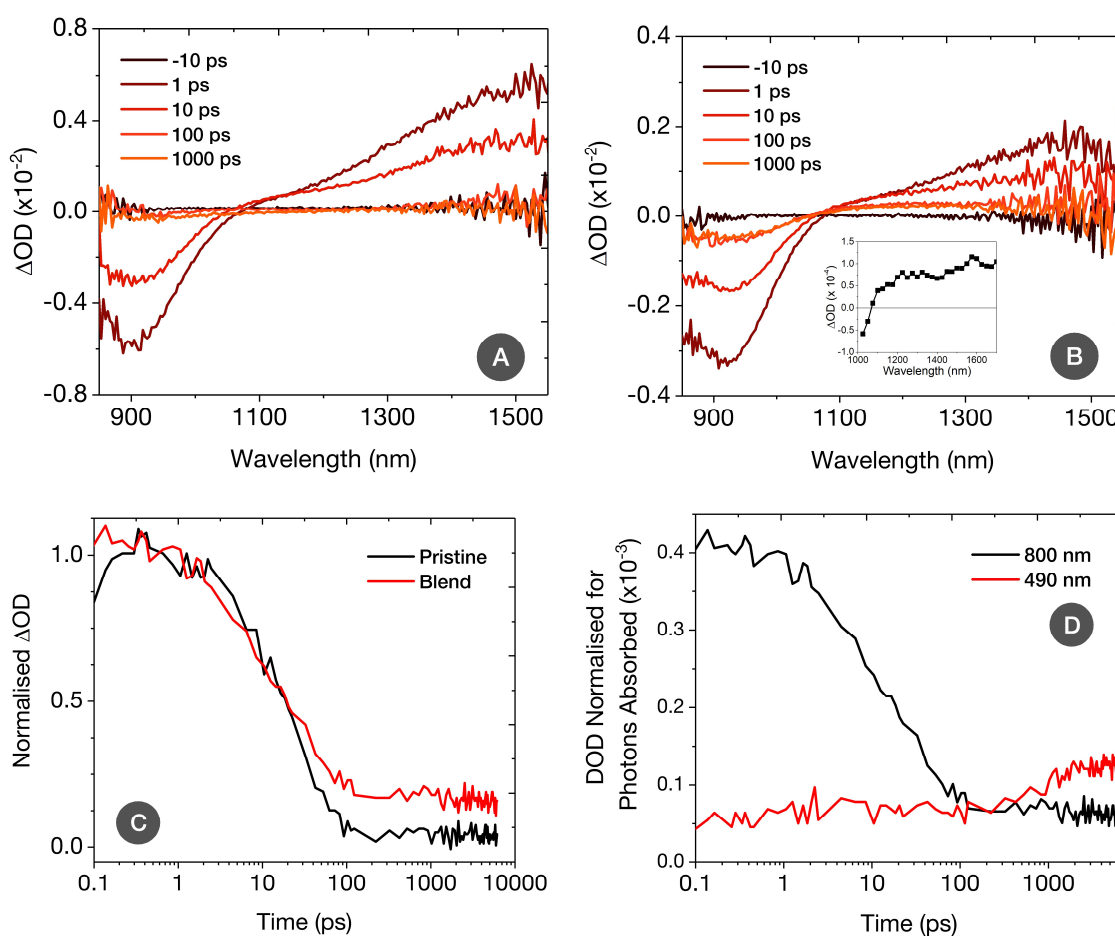 0.8
0.4
0.0
-0.4
-0.8
ΔOD (x10-2)
-10 ps
1 ps
10 ps
100 ps
1000 ps
A
900
1100
1300
1500
Wavelength (nm)
0.4
0.2
0.0
-0.2
-0.4
ΔOD (x10-2)
-10 ps
1 ps
10 ps
100 ps
1000 ps
1.5
1.0
0.5
0.0
-0.5
-1.0
ΔOD (x 10-4)
1000
1200
1400
1600
Wavelength (nm)
B
900
1100
1300
1500
Wavelength (nm)
1.0
0.5
0.0
Normalised ΔOD
Pristine
Blend
C
0.1
1
10
100
1000
10000
Time (ps)
0.4
0.3
0.2
0.1
0.0
DOD Normalised for
Photons Absorbed (x10-3)
800 nm
490 nm
D
0.1
1
10
100
1000
Time (ps)